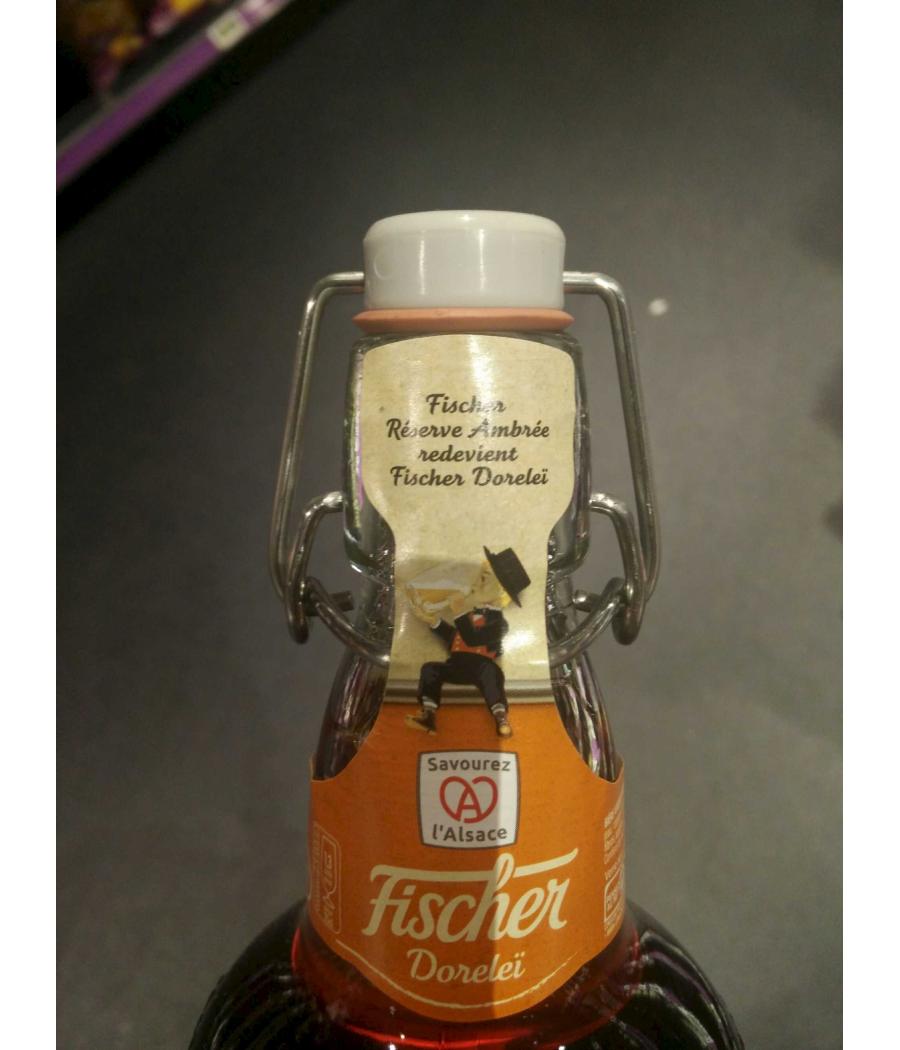 Fischer
Réserve Ambrée
redevient
Fischer Doreleï
Savourez
A
l'Alsace
Fischer
Doreleï